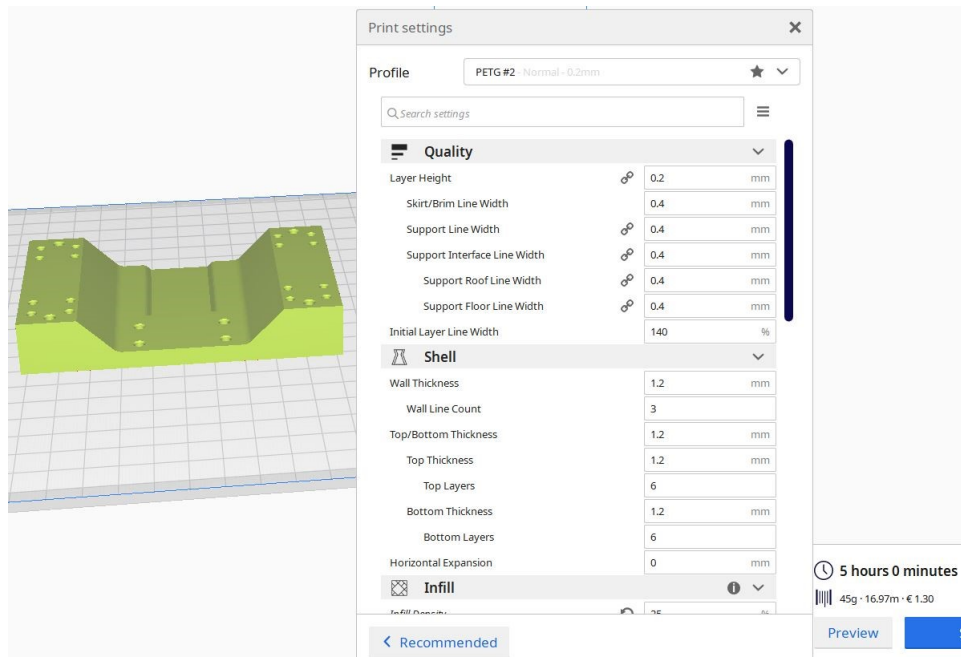 Print settings
Profile PETG #2 - Normal - 0.2mm
Search settings
Quality
Layer Height 0.2 mm
Skirt/Brim Line Width 0.4 mm
Support Line Width 0.4 mm
Support Interface Line Width 0.4 mm
Support Roof Line Width 0.4 mm
Support Floor Line Width 0.4 mm
Initial Layer Line Width 140 %
Shell
Wall Thickness 1.2 mm
Wall Line Count 3
Top/Bottom Thickness 1.2 mm
Top Thickness 1.2 mm
Top Layers 6
Bottom Thickness 1.2 mm
Bottom Layers 6
Horizontal Expansion 0 mm
Infill
Infill Density 25 %
Recommended
5 hours 0 minutes
45g · 16.97m · € 1.30
Preview